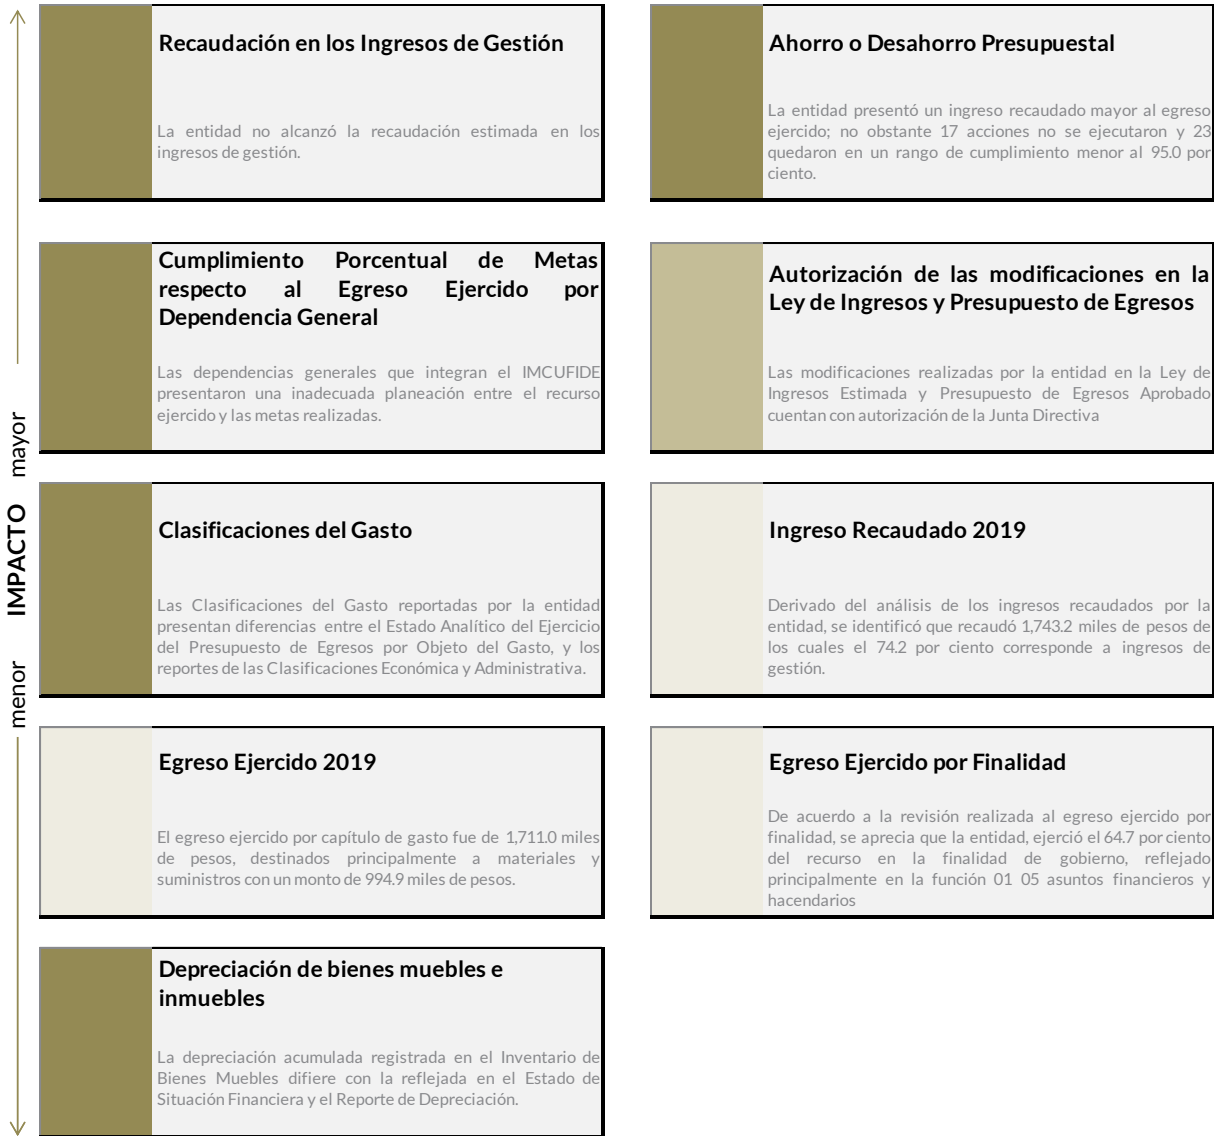 Recaudación en los Ingresos de Gestión
La entidad no alcanzó la recaudación estimada en los
ingresos de gestión.
Ahorro o Desahorro Presupuestal
La entidad presentó un ingreso recaudado mayor al egreso
ejercido; no obstante 17 acciones no se ejecutaron y 23
quedaron en un rango de cumplimiento menor al 95.0 por
ciento.
Cumplimiento Porcentual de Metas
respecto al Egreso Ejercido por
Dependencia General
Las dependencias generales que integran el IMCUFIDE
presentaron una inadecuada planeación entre el recurso
ejercido y las metas realizadas.
Autorización de las modificaciones en la
Ley de Ingresos y Presupuesto de Egresos
Las modificaciones realizadas por la entidad en la Ley de
Ingresos Estimada y Presupuesto de Egresos Aprobado
cuentan con autorización de la Junta Directiva
mayor
IMPACTO
menor
Clasificaciones del Gasto
Las Clasificaciones del Gasto reportadas por la entidad
presentan diferencias entre el Estado Analítico del Ejercicio
del Presupuesto de Egresos por Objeto del Gasto, y los
reportes de las Clasificaciones Económica y Administrativa.
Ingreso Recaudado 2019
Derivado del análisis de los ingresos recaudados por la
entidad, se identificó que recaudó 1,743.2 miles de pesos de
los cuales el 74.2 por ciento corresponde a ingresos de
gestión.
Egreso Ejercido 2019
El egreso ejercido por capítulo de gasto fue de 1,711.0 miles
de pesos, destinados principalmente a materiales y
suministros con un monto de 994.9 miles de pesos.
Egreso Ejercido por Finalidad
De acuerdo a la revisión realizada al egreso ejercido por
finalidad, se aprecia que la entidad, ejerció el 64.7 por ciento
del recurso en la finalidad de gobierno, reflejado
principalmente en la función 01 05 asuntos financieros y
hacendarios
Depreciación de bienes muebles e
inmuebles
La depreciación acumulada registrada en el Inventario de
Bienes Muebles difiere con la reflejada en el Estado de
Situación Financiera y el Reporte de Depreciación.